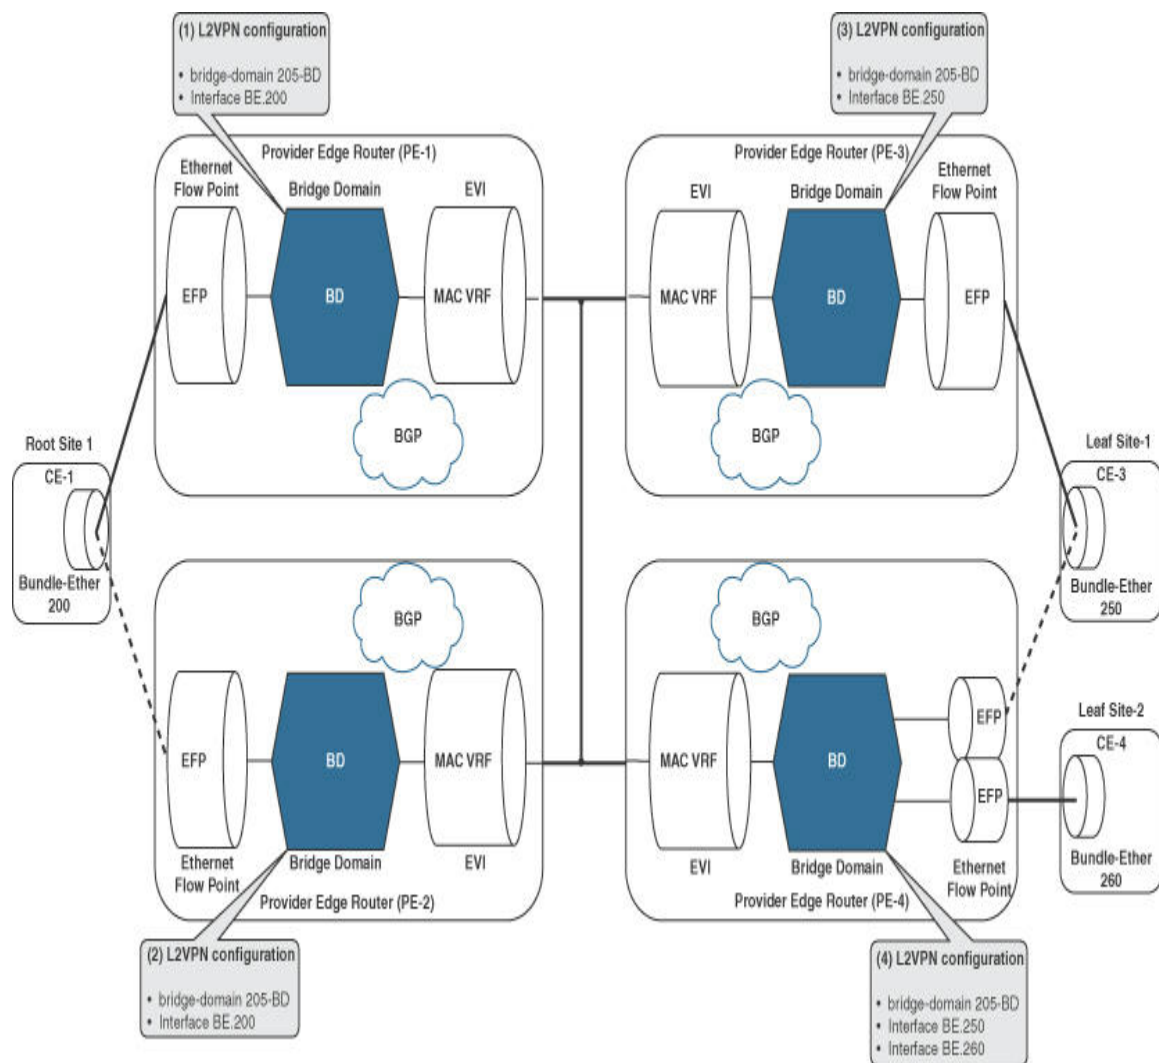 (1) L2VPN configuration
• bridge-domain 205-BD
• Interface BE.200
(3) L2VPN configuration
• bridge-domain 205-BD
• Interface BE.250
Provider Edge Router (PE-1)
Ethernet
Flow Point
Bridge Domain
EVI
EFP
BD
MAC VRF
BGP
Provider Edge Router (PE-3)
EVI
Bridge Domain
Ethernet
Flow Point
MAC VRF
BD
EFP
BGP
Root Site 1
CE-1
Bundle-Ether
200
Leaf Site-1
CE-3
Bundle-Ether
250
BGP
EFP
BD
MAC VRF
Ethernet
Flow Point
Bridge Domain
EVI
Provider Edge Router (PE-2)
BGP
MAC VRF
BD
EFP
EFP
EVI
Bridge Domain
Ethernet
Flow Point
Provider Edge Router (PE-4)
Leaf Site-2
CE-4
Bundle-Ether
260
(2) L2VPN configuration
• bridge-domain 205-BD
• Interface BE.200
(4) L2VPN configuration
• bridge-domain 205-BD
• Interface BE.250
• Interface BE.260